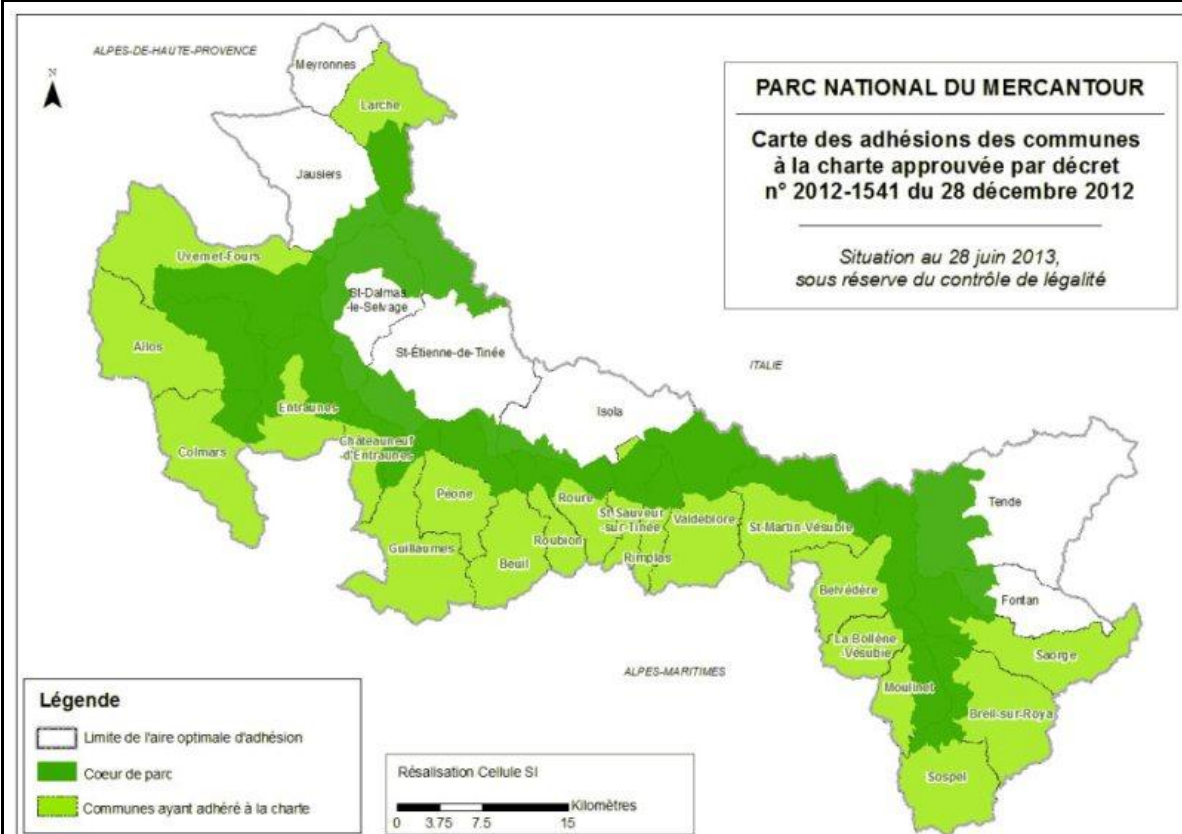 ALPES-DE-HAUTE-PROVENCE
N
Meyronnes
Larche
Jausiers
PARC NATIONAL DU MERCANTOUR
Carte des adhésions des communes
à la charte approuvée par décret
n° 2012-1541 du 28 décembre 2012
Situation au 28 juin 2013,
sous réserve du contrôle de légalité
Uvernet-Fours
St-Dalmas
-le-Selvage
Allos
St-Étienne-de-Tinée
ITALIE
Entraunes
Isola
Colmars
Châteauneuf
-d'Entraunes
Péone
Roure
St-Sauveur
-sur-Tinée
Valdeblore
St-Martin-Vésubie
Tende
Guillaumes
Beuil
Roubion
Rimplas
Belvédère
Fontan
La Bollène
-Vésubie
Saorge
ALPES-MARITIMES
Moulinet
Breil-sur-Roya
Sospel
Légende
Limite de l'aire optimale d'adhésion
Coeur de parc
Communes ayant adhéré à la charte
Résalisation Cellule SI
Kilomètres
0 3.75 7.5 15